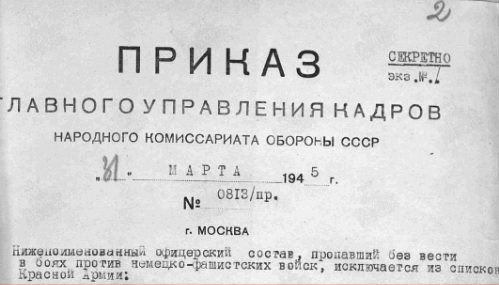 2
СЕКРЕТНО
экз.№.1
ПРИКАЗ
ГЛАВНОГО УПРАВЛЕНИЯ КАДРОВ
НАРОДНОГО КОМИССАРИАТА ОБОРОНЫ СССР
"31" МАРТА 1945 г.
№ 0813/пр.
г. МОСКВА
Нижепоименованный офицерский состав, пропавший без вести
в боях против немецко-фашистских войск, исключается из списков
Красной Армии: